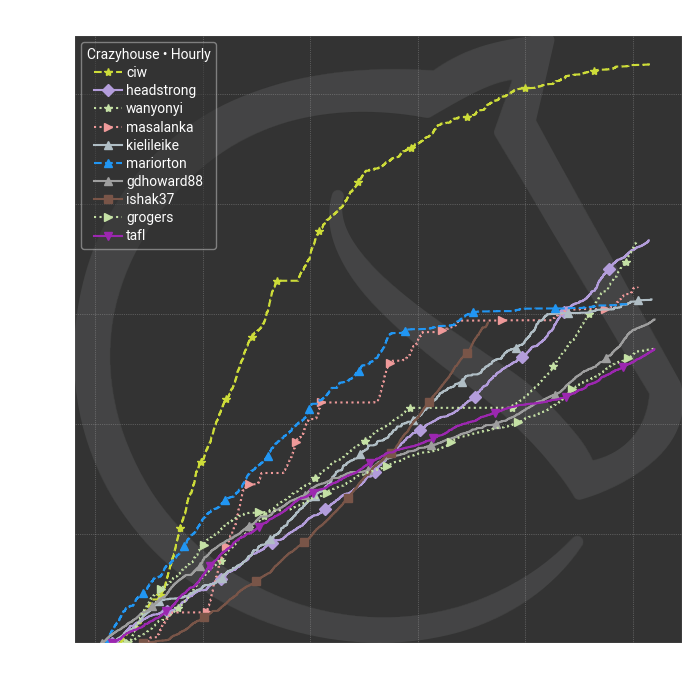 Crazyhouse • Hourly
ciw
headstrong
wanyonyi
masalanka
kielileike
mariorton
gdhoward88
ishak37
grogers
tafl